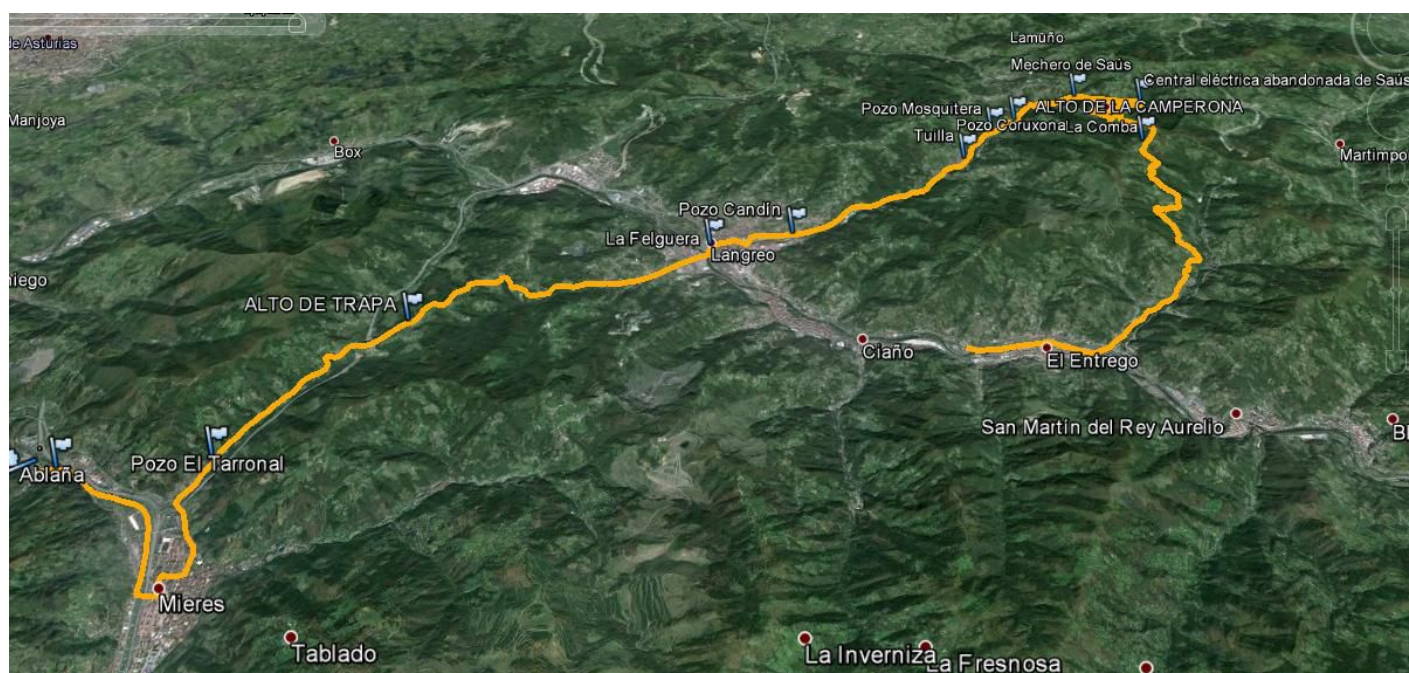 de Asturias
Lamuño
Mechero de Saús
Central eléctrica abandonada de Saús
Pozo Mosquitera
ALTO DE LA CAMPERONA
Manjoya
Pozo Coruxona
La Comba
Tuilla
Box
Martimpo
Pozo Candín
La Felguera
Langreo
niego
ALTO DE TRAPA
Ciaño
El Entrego
San Martín del Rey Aurelio
Bl
Pozo El Tarronal
Ablaña
Mieres
Tablado
La Inverniza
La Fresnosa